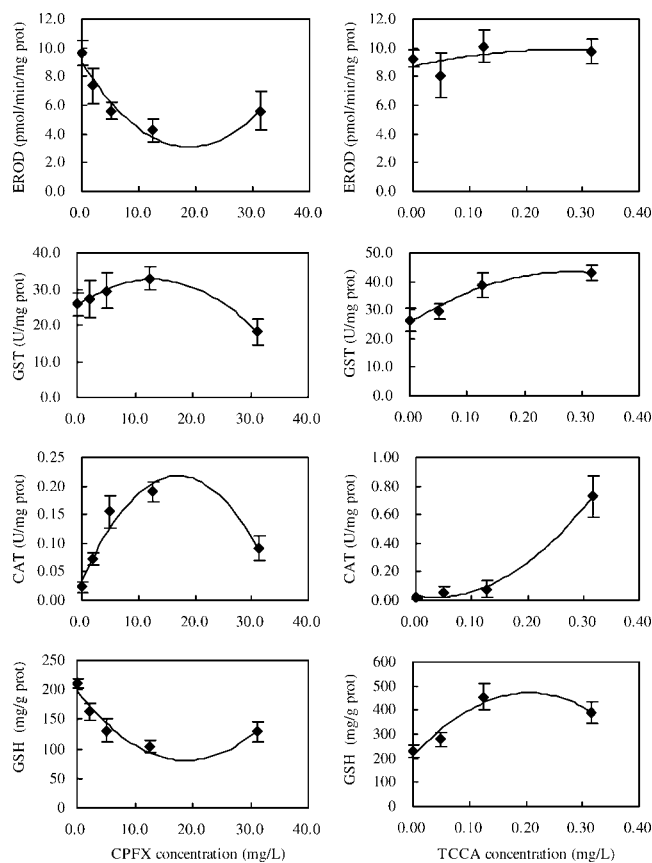 EROD (pmol/min/mg prot)
12.0
10.0
8.0
6.0
4.0
2.0
0.0
0.0 10.0 20.0 30.0 40.0
EROD (pmol/min/mg prot)
12.0
10.0
8.0
6.0
4.0
2.0
0.0
0.00 0.10 0.20 0.30 0.40
GST (U/mg prot)
40.0
30.0
20.0
10.0
0.0
0.0 10.0 20.0 30.0 40.0
GST (U/mg prot)
50.0
40.0
30.0
20.0
10.0
0.0
0.00 0.10 0.20 0.30 0.40
CAT (U/mg prot)
0.25
0.20
0.15
0.10
0.05
0.00
0.0 10.0 20.0 30.0 40.0
CAT (U/mg prot)
1.00
0.80
0.60
0.40
0.20
0.00
0.00 0.10 0.20 0.30 0.40
GSH (mg/g prot)
250
200
150
100
50
0
0.0 10.0 20.0 30.0 40.0
CPFX concentration (mg/L)
GSH (mg/g prot)
600
500
400
300
200
100
0
0.00 0.10 0.20 0.30 0.40
TCCA concentration (mg/L)